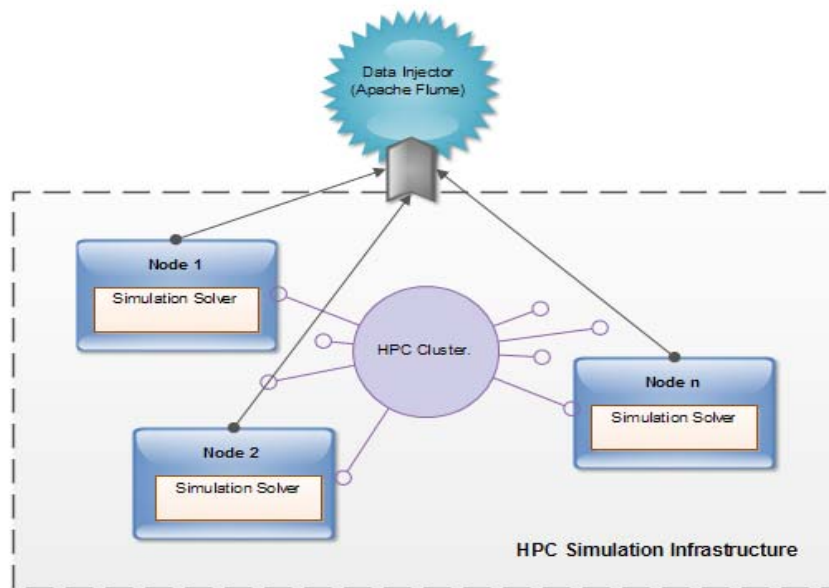 Data Injector
(Apache Flume)
Node 1
Simulation Solver
HPC Cluster.
Node n
Simulation Solver
Node 2
Simulation Solver
HPC Simulation Infrastructure